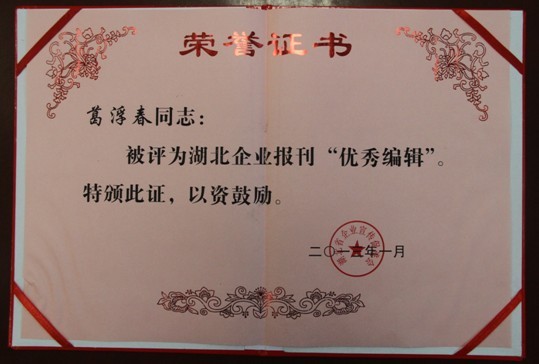 荣誉证书
葛浮春同志：
被评为湖北企业报刊“优秀编辑”。
特颁此证，以资鼓励。
二〇一 年一月